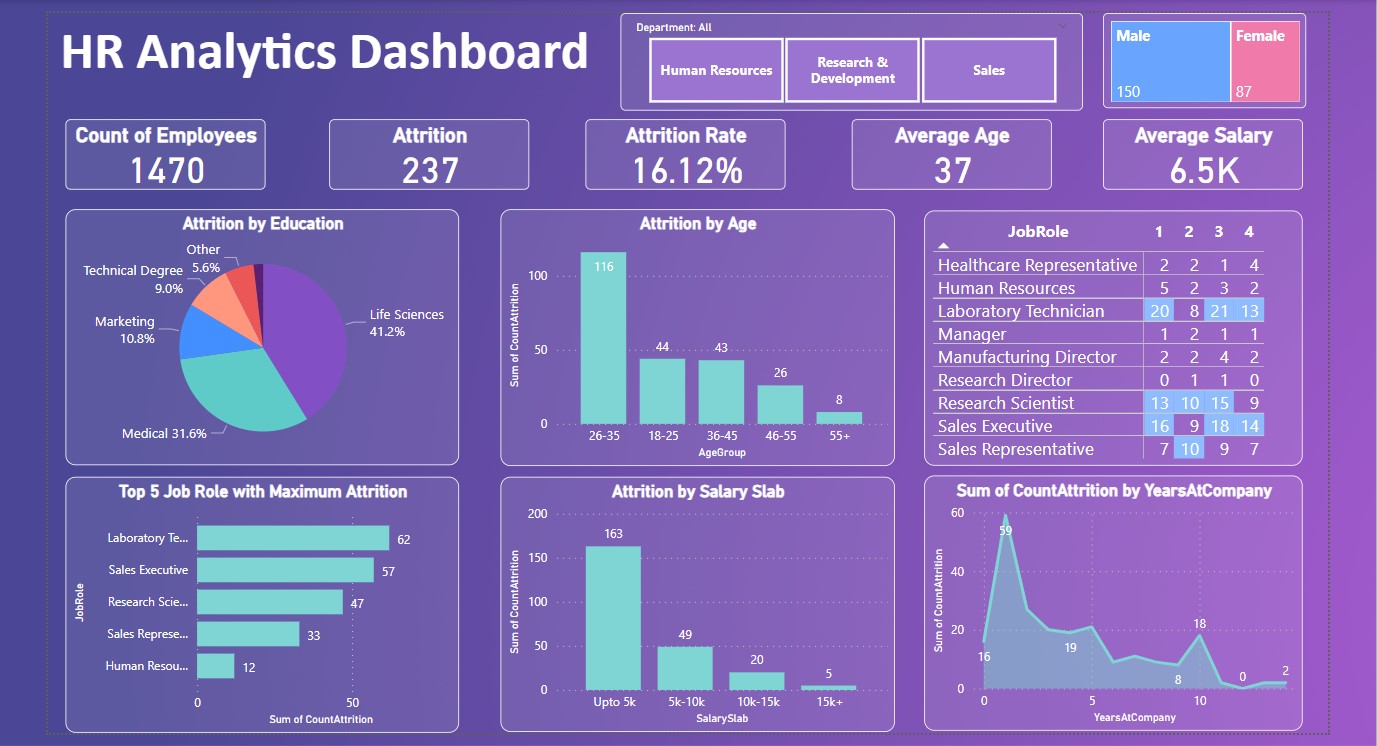 HR Analytics Dashboard
Department: All
Human Resources
Research &
Development
Sales
Male
150
Female
87
Count of Employees
1470
Attrition
237
Attrition Rate
16.12%
Average Age
37
Average Salary
6.5K
Attrition by Education
Other
5.6%
Technical Degree
9.0%
Marketing
10.8%
Life Sciences
41.2%
Medical 31.6%
Attrition by Age
Sum of CountAttrition
100
50
0
116
44
43
26
8
26-35 18-25 36-45 46-55 55+
AgeGroup
JobRole 1 2 3 4
Healthcare Representative 2 2 1 4
Human Resources 5 2 3 2
Laboratory Technician 20 8 21 13
Manager 1 2 1 1
Manufacturing Director 2 2 4 2
Research Director 0 1 1 0
Research Scientist 13 10 15 9
Sales Executive 16 9 18 14
Sales Representative 7 10 9 7
Top 5 Job Role with Maximum Attrition
JobRole
Laboratory Te... 62
Sales Executive 57
Research Scie... 47
Sales Represe... 33
Human Resou... 12
0 50
Sum of CountAttrition
Attrition by Salary Slab
Sum of CountAttrition
200
150
100
50
0
163
49
20
5
Upto 5k 5k-10k 10k-15k 15k+
SalarySlab
Sum of CountAttrition by YearsAtCompany
Sum of CountAttrition
60
40
20
0
59
16
19
18
8
0
2
0 5 10
YearsAtCompany